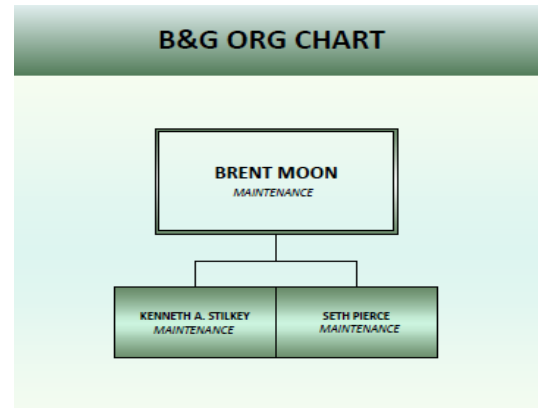 B&G ORG CHART
BRENT MOON
MAINTENANCE
KENNETH A. STILKEY
MAINTENANCE
SETH PIERCE
MAINTENANCE